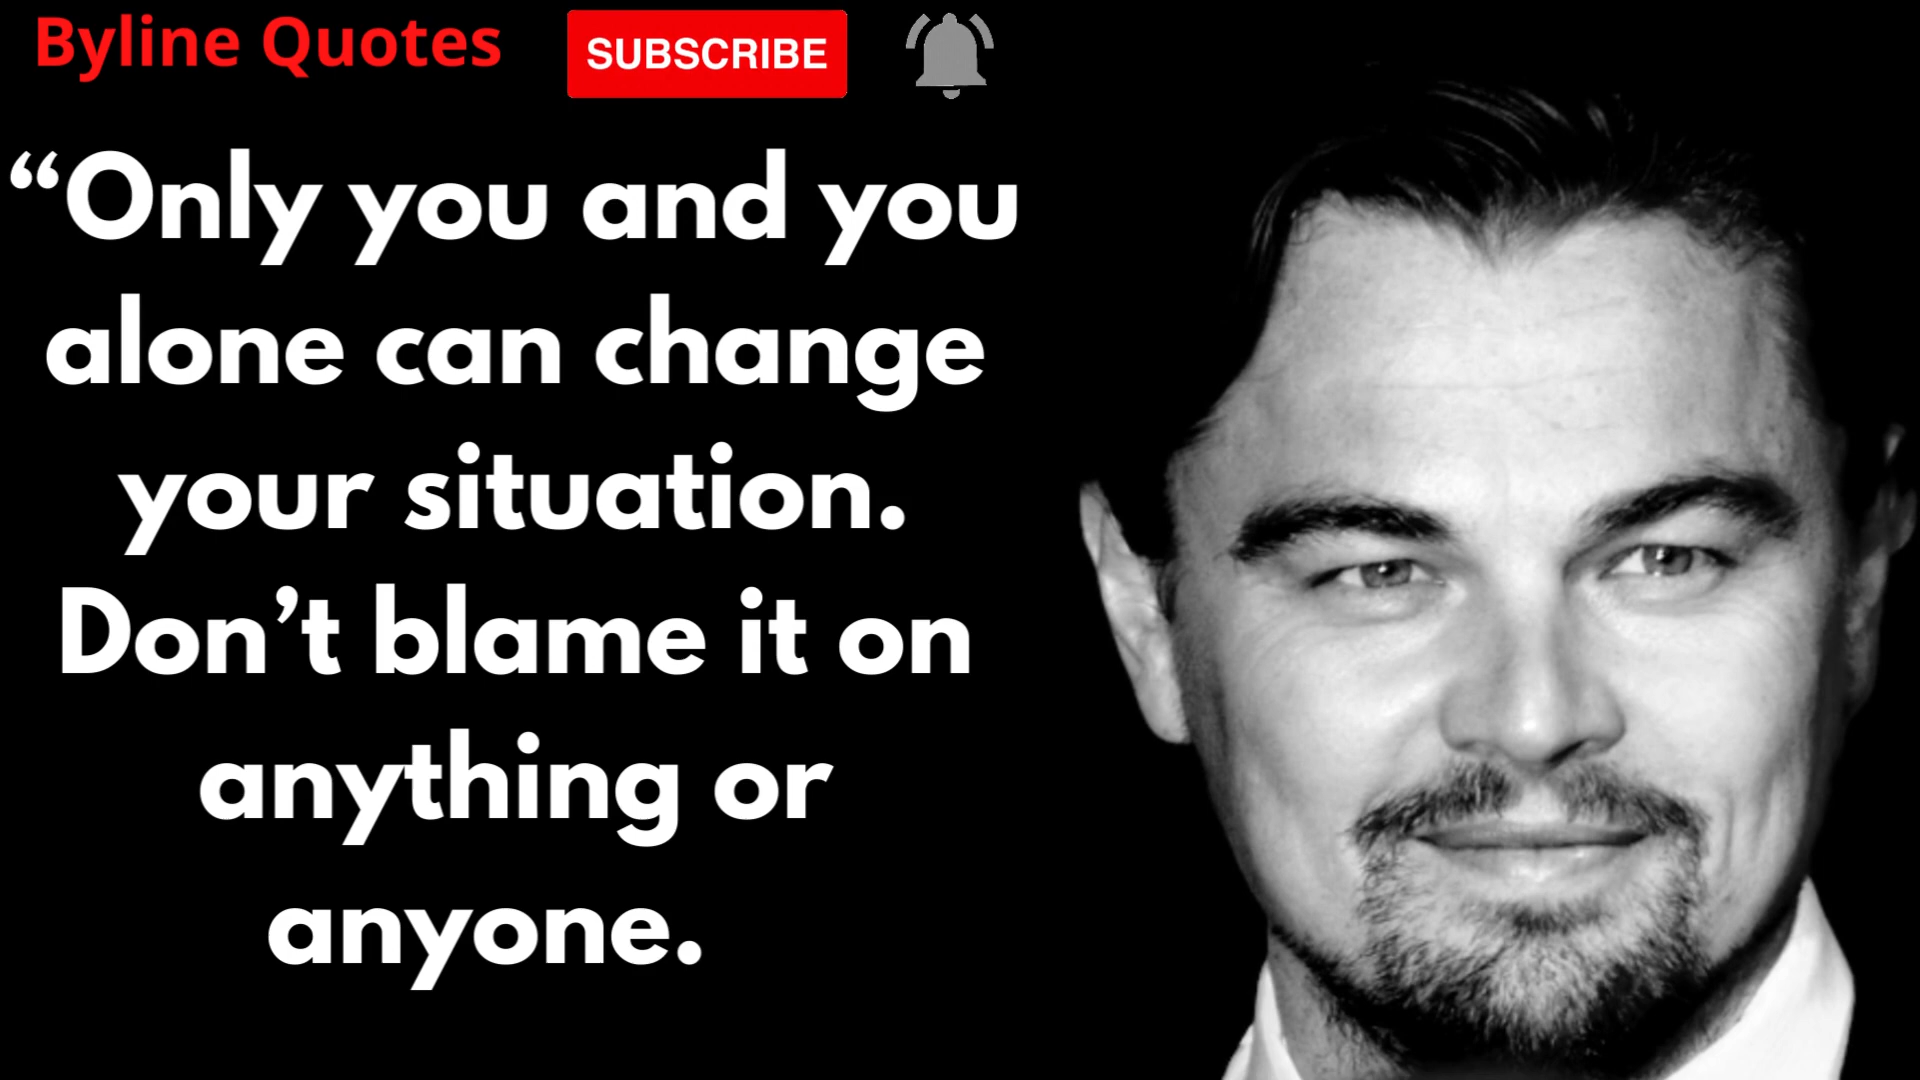 Byline Quotes
SUBSCRIBE
“Only you and you
alone can change
your situation.
Don’t blame it on
anything or
anyone.